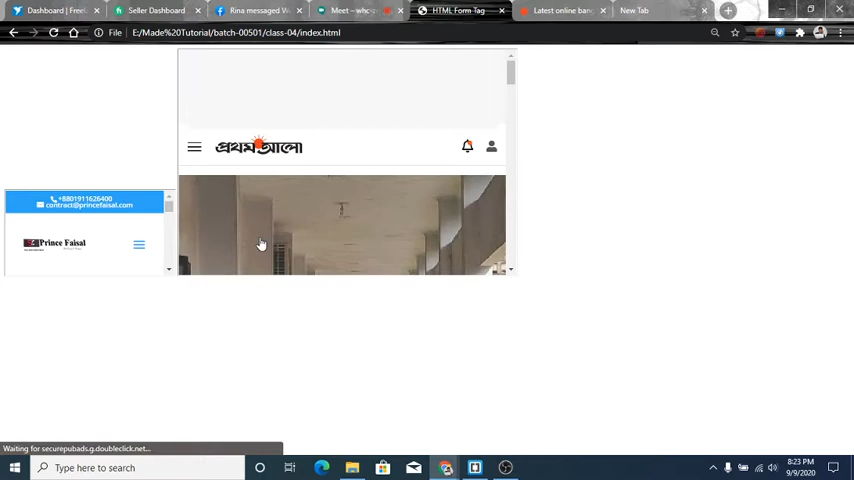 Dashboard | Freel
Seller Dashboard
Rina messaged
Meet –
HTML Form Tag
Latest online ban
New Tab
File
E:/Made%20Tutorial/batch-00501/class-04/index.html
প্রথম আলো
+8801911626400
contract@princefaisal.com
Prince Faisal
Waiting for securepubads.g.doubleclick.net...
Type here to search
8:23 PM
9/9/2020